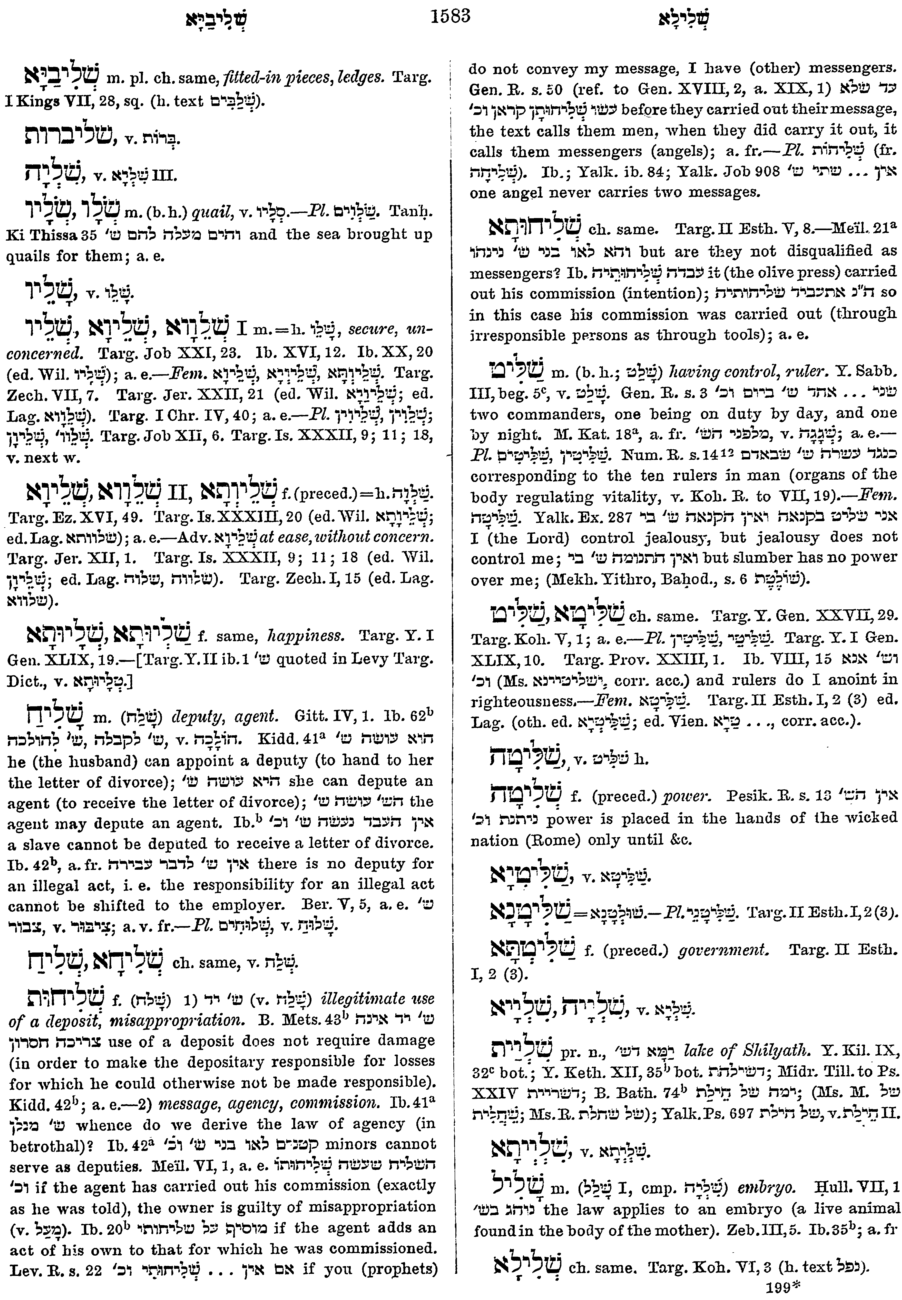 שְׁלִיבַיָּא 1583 שְׁלִילָא
שְׁלִיבַיָּא m. pl. ch. same, fitted-in pieces, ledges. Targ.
I Kings VII, 28, sq. (h. text שְׁלַבִּים).
שליברות, v. בְּרוֹת.
שְׁלָיָה, v. שִׁלְיָא III.
שְׂלָו, שְׂלָיו m. (b. h.) quail, v. סְלָיו.—Pl. שַׂלְוִים. Tanḥ.
Ki Thissa 35 והים מעלה להם ש׳ and the sea brought up
quails for them; a. e.
שָׁלֵיו, v. שָׁלֵו.
שְׁלֵיו, שְׁלֵיוָא, שְׁלֵוָוא I m.=h. שָׁלֵו, secure, un-
concerned. Targ. Job XXI, 23. Ib. XVI, 12. Ib. XX, 20
(ed. Wil. שְׁלֵיו); a. e.—Fem. Targ.
Zech. VII, 7. Targ. Jer. XXII, 21 (ed. Wil. ed.
Lag. שְׁלֵוָוא). Targ. I Chr. IV, 40; a. e.—Pl.
Targ. Job XII, 6. Targ. Is. XXXII, 9; 11; 18,
v. next w.
שְׁלֵיוָא, שְׁלֵוָוא II, שְׁלֵיוְתָא f. (preced.)=h. שַׁלְוָה.
Targ. Ez. XVI, 49. Targ. Is. XXXIII, 20 (ed. Wil.
ed. Lag. שלוותא); a. e.—Adv. שְׁלֵיוָא at ease, without concern.
Targ. Jer. XII, 1. Targ. Is. XXXII, 9; 11; 18 (ed. Wil.
ed. Lag. שלווה, שלוה). Targ. Zech. I, 15 (ed. Lag.
שלווא).
שַׁלְיוּתָא, שָׁלְיוּתָא f. same, happiness. Targ. Y. I
Gen. XLIX, 19.—[Targ. Y. II ib. 1 ש׳ quoted in Levy Targ.
Dict., v. טַלְיוּתָא.]
שָׁלִיחַ m. (שָׁלַח) deputy, agent. Gitt. IV, 1. Ib. 62ᵇ
ש׳ לקבלה, ש׳ להולכה, v. הוֹלָכָה. Kidd. 41ᵃ הוא עושה ש׳
he (the husband) can appoint a deputy (to hand to her
the letter of divorce); היא עושה ש׳ she can depute an
agent (to receive the letter of divorce); הש׳ עושה ש׳ the
agent may depute an agent. Ib.ᵇ אין העבד נעשה ש׳ וכ׳
a slave cannot be deputed to receive a letter of divorce.
Ib. 42ᵇ, a. fr. אין ש׳ לדבר עבירה there is no deputy for
an illegal act, i. e. the responsibility for an illegal act
cannot be shifted to the employer. Ber. V, 5, a. e. ש׳
צבור, v. צִיבּוּר; a. v. fr.—Pl. שְׁלוּחִים, v. שָׁלוּחַ.
שְׁלִיחַ, שְׁלִיחָא ch. same, v. שְׁלַח.
שְׁלִיחוּת f. (שָׁלַח) 1) ש׳ יד (v. שָׁלַח) illegitimate use
of a deposit, misappropriation. B. Mets. 43ᵇ ש׳ יד אינה
צריכה חסרון use of a deposit does not require damage
(in order to make the depositary responsible for losses
for which he could otherwise not be made responsible).
Kidd. 42ᵇ; a. e.—2) message, agency, commission. Ib. 41ᵃ
ש׳ מנלן whence do we derive the law of agency (in
betrothal)? Ib. 42ᵃ קטנים לאו בני ש׳ וכ׳ minors cannot
serve as deputies. Meïl. VI, 1, a. e. השליח שעשה שְׁלִיחוּתוֹ
וכ׳ if the agent has carried out his commission (exactly
as he was told), the owner is guilty of misappropriation
(v. מָעַל). Ib. 20ᵇ מוסיף על שליחותו if the agent adds an
act of his own to that for which he was commissioned.
Lev. R. s. 22 אם אין ... שְׁלִיחוּתִי וכ׳ if you (prophets)
do not convey my message, I have (other) messengers.
Gen. R. s. 50 (ref. to Gen. XVIII, 2, a. XIX, 1) עד שלא
עשו שְׁלִיחוּתָן קראן וכ׳ before they carried out their message,
the text calls them men, when they did carry it out, it
calls them messengers (angels); a. fr.—Pl. שְׁלִיחוֹת (fr.
שְׁלִיחָה). Ib.; Yalk. ib. 84; Yalk. Job 908 אין ... שתי ש׳
one angel never carries two messages.
שְׁלִיחוּתָא ch. same. Targ. II Esth. V, 8.—Meïl. 21ᵃ
והא לאו בני ש׳ נינהו but are they not disqualified as
messengers? Ib. עבדה שְׁלִיחוּתֵיהּ it (the olive press) carried
out his commission (intention); ה״נ אתעביד שליחותיה so
in this case his commission was carried out (through
irresponsible persons as through tools); a. e.
שַׁלִּיט m. (b. h.; שָׁלַט) having control, ruler. Y. Sabb.
III, beg. 5ᶜ, v. שָׁלַט. Gen. R. s. 3 שני ... אחד ש׳ ביום וכ׳
two commanders, one being on duty by day, and one
by night. M. Kat. 18ᵃ, a. fr. מלפני הש׳, v. שְׁגָגָה; a. e.—
Pl. שַׁלִּיטִים, שַׁלִּיטִין. Num. R. s. 14¹² כנגד עשרה ש׳ שבאדם
corresponding to the ten rulers in man (organs of the
body regulating vitality, v. Koh. R. to VII, 19).—Fem.
שַׁלִּיטָה. Yalk. Ex. 287 אני שליט בקנאה ואין הקנאה ש׳ בי
I (the Lord) control jealousy, but jealousy does not
control me; ואין התנומה ש׳ בי but slumber has no power
over me; (Mekh. Yithro, Baḥod., s. 6 שׁוֹלֶטֶת).
שַׁלִּיט, שַׁלִּיטָא ch. same. Targ. Y. Gen. XXVII, 29.
Targ. Koh. V, 1; a. e.—Pl. שַׁלִּיטִין, שַׁלִּיטֵי. Targ. Y. I Gen.
XLIX, 10. Targ. Prov. XXIII, 1. Ib. VIII, 15 וש׳ אנא
וכ׳ (Ms. corr. acc.) and rulers do I anoint in
righteousness.—Fem. שַׁלִּיטָא. Targ. II Esth. I, 2 (3) ed.
Lag. (oth. ed. ed. Vien. טְרָא . . ., corr. acc.).
שַׁלִּיטָה, v. שַׁלִּיט h.
שְׁלִיטָה f. (preced.) power. Pesik. R. s. 13 אין הש׳
ניתנת וכ׳ power is placed in the hands of the wicked
nation (Rome) only until &c.
שַׁלִּיטְיָא, v. שַׁלִּיטָא.
שַׁלִּיטָנָא=שׁוּלְטָנָא.—Pl. שַׁלִּיטָנֵי. Targ. II Esth. I, 2 (3).
שַׁלִּיטְתָּא f. (preced.) government. Targ. II Esth.
I, 2 (3).
שִׁלְיָיא, שִׁלְיָיה, v. שִׁלְיָא.
שִׁלְיַית pr. n., יַמָּא דש׳ lake of Shilyath. Y. Kil. IX,
32ᶜ bot.; Y. Keth. XII, 35ᵇ bot. דשילחת; Midr. Till. to Ps.
XXIV דשרייית; B. Bath. 74ᵇ ימה של חֵילַת; (Ms. M. של
שְׁחֲלִית; Ms. R. של שחלת); Yalk. Ps. 697 של חילת, v. חֵילַת II.
שִׁלְיְיתָא, v. שִׁלְיְתָא.
שָׁלִיל m. (שָׁלַל I, cmp. שִׁלְיָה) embryo. Ḥull. VII, 1
נוהג בש׳ the law applies to an embryo (a live animal
found in the body of the mother). Zeb. III, 5. Ib. 35ᵇ; a. fr
שְׁלִילָא ch. same. Targ. Koh. VI, 3 (h. text נפל).
199*